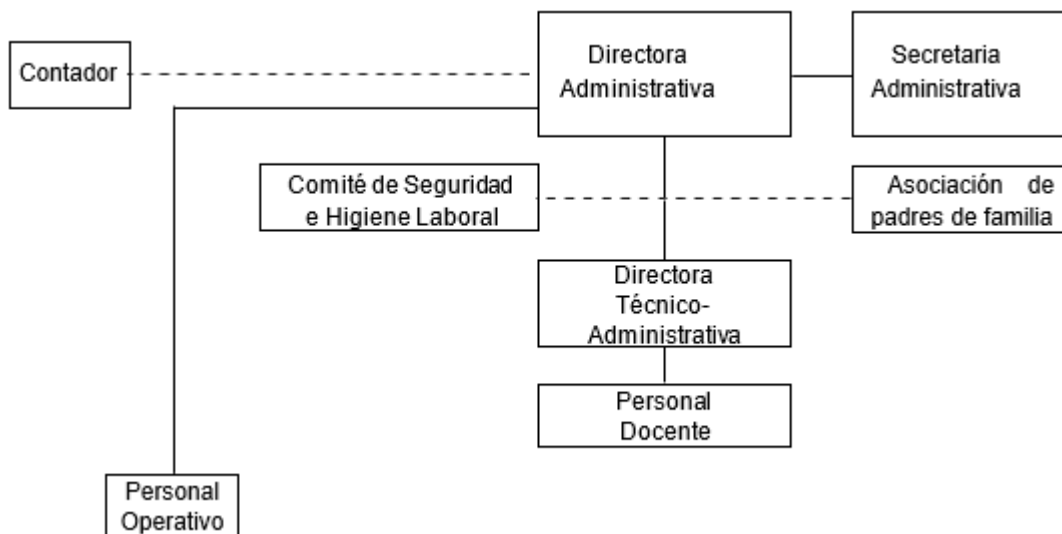 Contador
Directora
Administrativa
Secretaria
Administrativa
Comité de Seguridad
e Higiene Laboral
Asociación de
padres de familia
Directora
Técnico-
Administrativa
Personal
Docente
Personal
Operativo